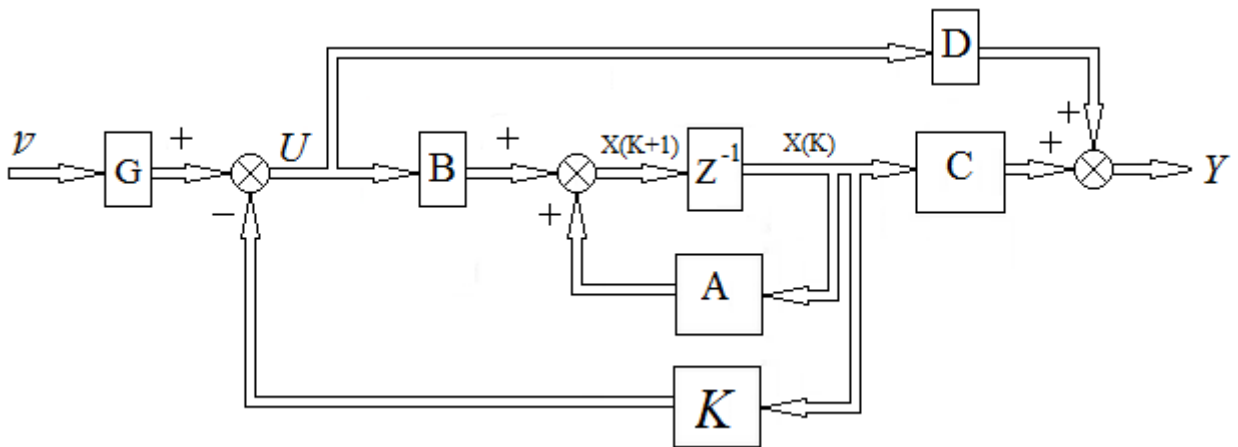 D
ν G + U B + X(K+1) Z⁻¹ X(K) C + + Y
− +
A
K